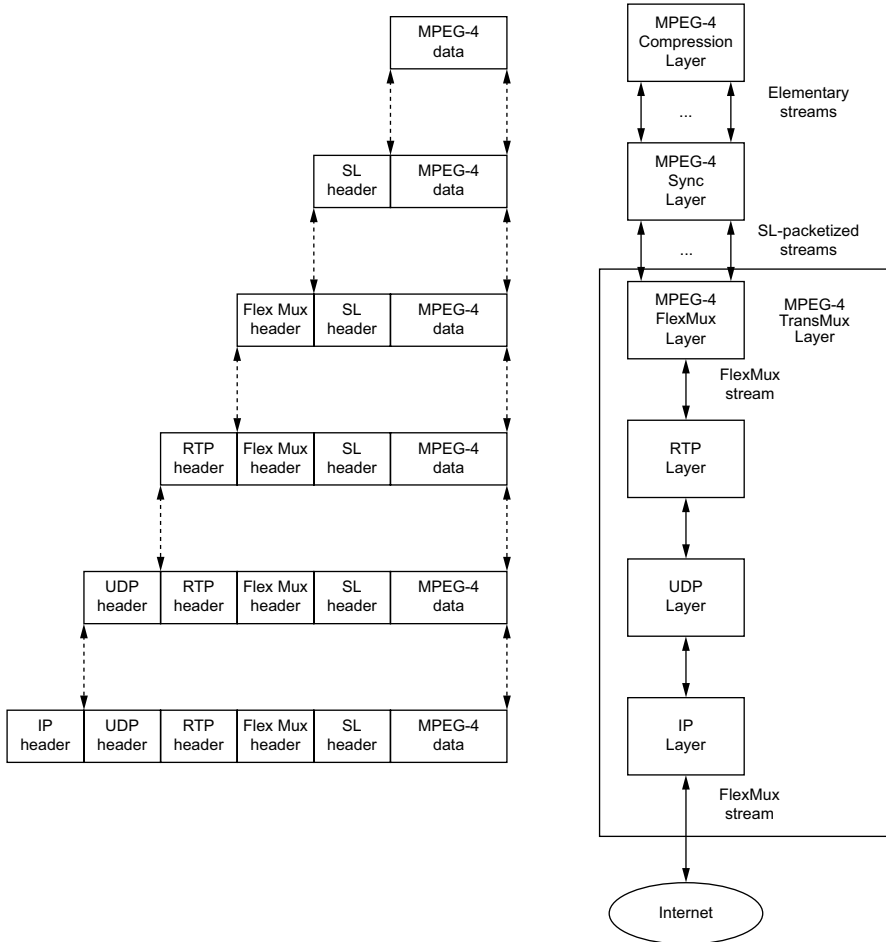 MPEG-4
data
MPEG-4
Compression
Layer
Elementary
streams
...
SL
header
MPEG-4
data
MPEG-4
Sync
Layer
SL-packetized
streams
...
Flex Mux
header
SL
header
MPEG-4
data
MPEG-4
FlexMux
Layer
MPEG-4
TransMux
Layer
FlexMux
stream
RTP
header
Flex Mux
header
SL
header
MPEG-4
data
RTP
Layer
UDP
header
RTP
header
Flex Mux
header
SL
header
MPEG-4
data
UDP
Layer
IP
header
UDP
header
RTP
header
Flex Mux
header
SL
header
MPEG-4
data
IP
Layer
FlexMux
stream
Internet